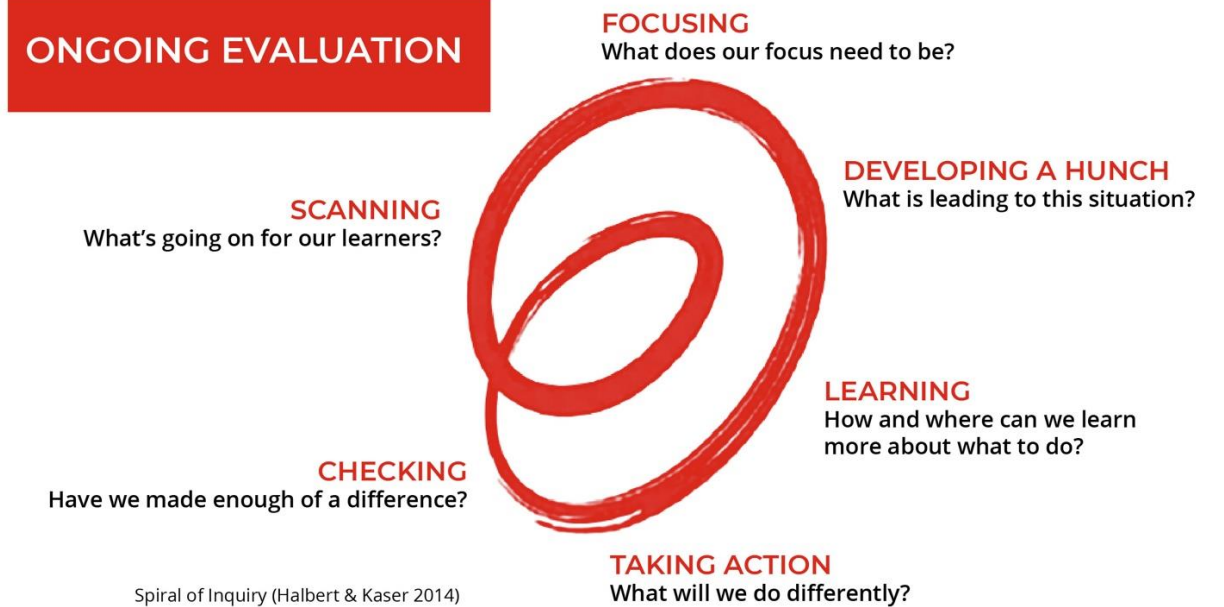 ONGOING EVALUATION
FOCUSING
What does our focus need to be?
DEVELOPING A HUNCH
What is leading to this situation?
SCANNING
What’s going on for our learners?
LEARNING
How and where can we learn
more about what to do?
CHECKING
Have we made enough of a difference?
TAKING ACTION
What will we do differently?
Spiral of Inquiry (Halbert & Kaser 2014)